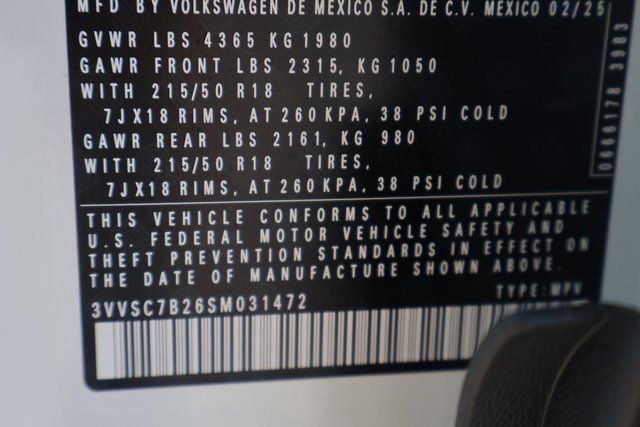 MFD BY VOLKSWAGEN DE MEXICO S.A. DE C.V. MEXICO 02/25
GVWR LBS 4365 KG 1980
GAWR FRONT LBS 2315, KG 1050
WITH 215/50 R18 TIRES,
7JX18 RIMS, AT 260 KPA, 38 PSI COLD
GAWR REAR LBS 2161, KG 980
WITH 215/50 R18 TIRES,
7JX18 RIMS, AT 260 KPA, 38 PSI COLD
THIS VEHICLE CONFORMS TO ALL APPLICABLE
U.S. FEDERAL MOTOR VEHICLE SAFETY AND
THEFT PREVENTION STANDARDS IN EFFECT ON
THE DATE OF MANUFACTURE SHOWN ABOVE.
3VVSC7B26SM031472
TYPE: MPV
0666178 3983